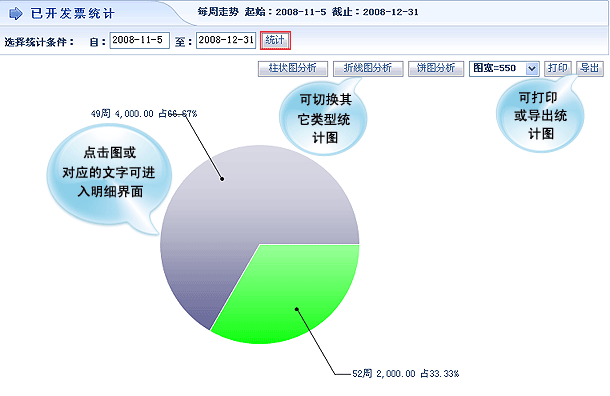 已开发票统计
每周走势 起始：2008-11-5 截止：2008-12-31
选择统计条件： 自：2008-11-5 至：2008-12-31 统计
柱状图分析 折线图分析 饼图分析 图宽=550 打印 导出
可切换其
它类型统
计图
可打印
或导出统
计图
49周 4,000.00 占66.67%
点击图或
对应的文字可进
入明细界面
52周 2,000.00 占33.33%